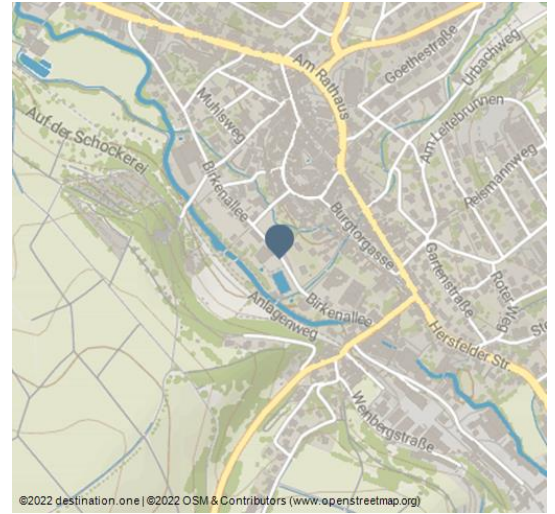 Am Rathaus
Goethestraße
Urbachweg
Auf der Schockerei
Muhlsweg
Am Leitebrunnen
Birkenallee
Reismannweg
Burgtorgasse
Gartenstraße
Roter Weg
Birkenallee
Anlagenweg
Hersfelder Str.
Weinbergstraße
©2022 destination.one | ©2022 OSM & Contributors (www.openstreetmap.org)